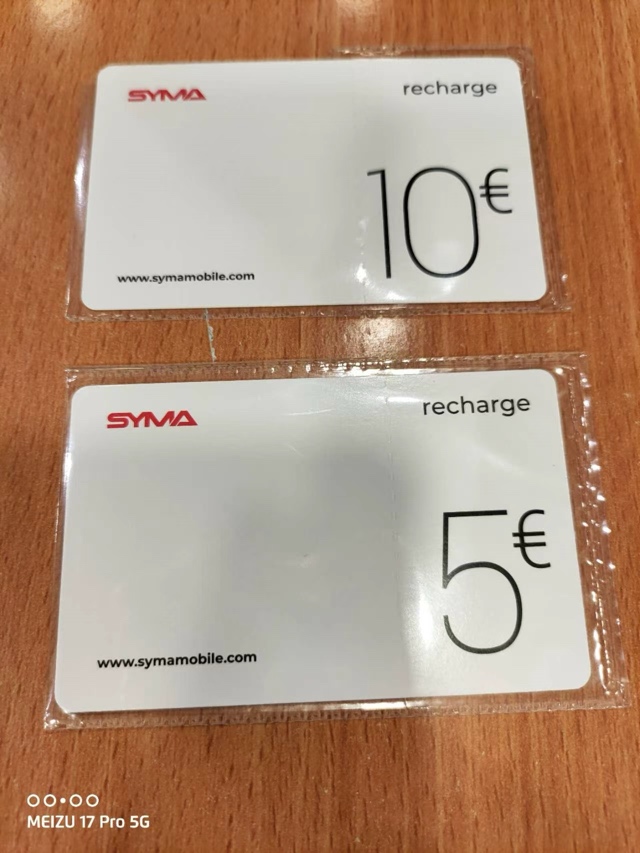 SYMA
recharge
10€
www.symamobile.com
SYMA
recharge
5€
www.symamobile.com
MEIZU 17 Pro 5G